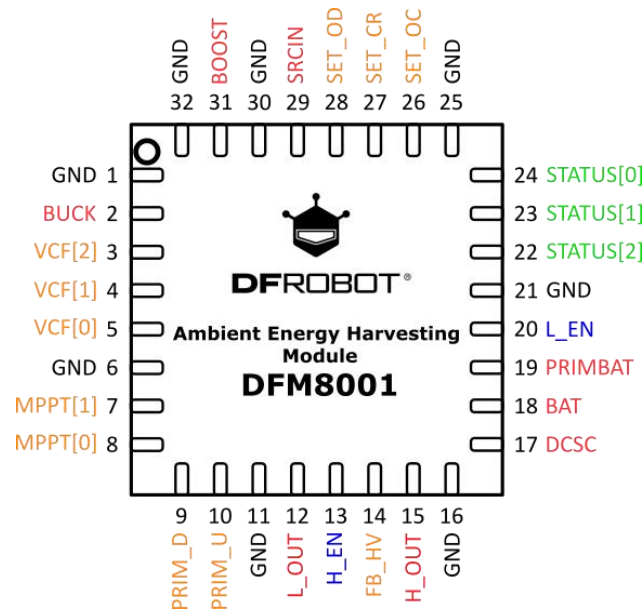 GND
BOOST
GND
SRCIN
SET_OD
SET_CR
SET_OC
GND
32 31 30 29 28 27 26 25
GND 1
BUCK 2
VCF[2] 3
VCF[1] 4
VCF[0] 5
GND 6
MPPT[1] 7
MPPT[0] 8
DFROBOT®
Ambient Energy Harvesting
Module
DFM8001
24 STATUS[0]
23 STATUS[1]
22 STATUS[2]
21 GND
20 L_EN
19 PRIMBAT
18 BAT
17 DCSC
9 10 11 12 13 14 15 16
PRIM_D
PRIM_U
GND
L_OUT
H_EN
FB_HV
H_OUT
GND